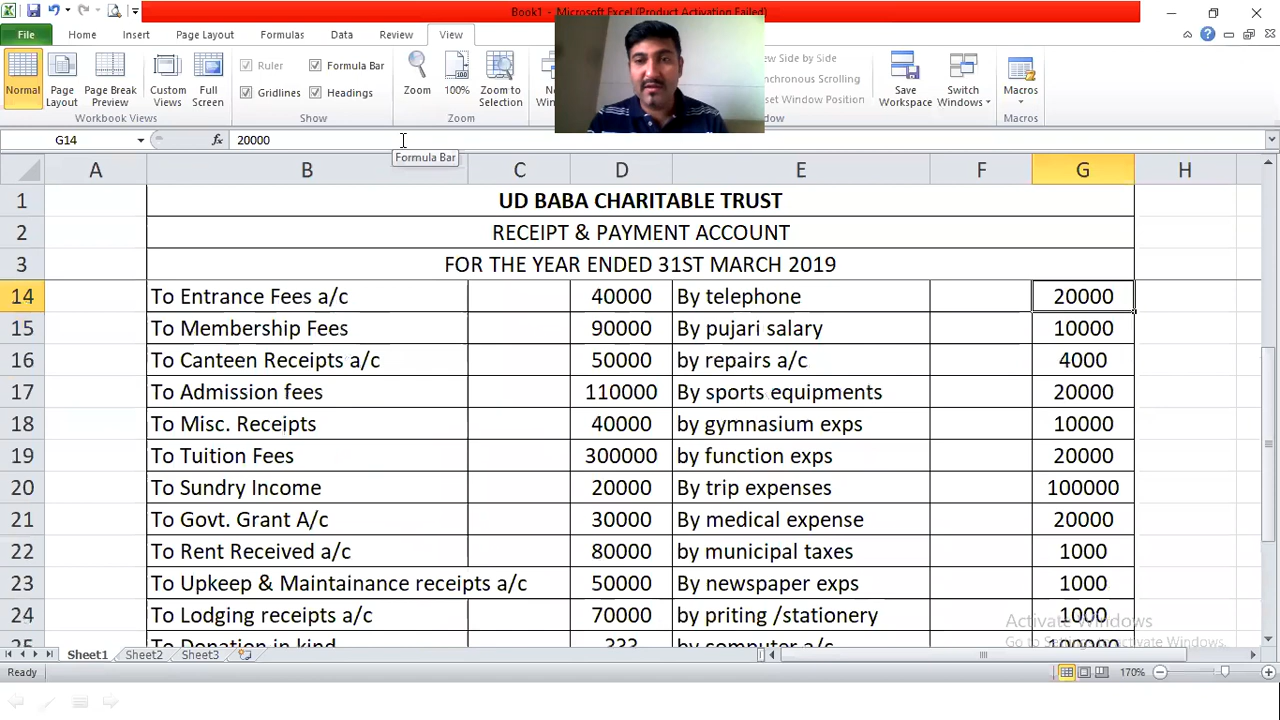 Book1 - Microsoft Excel (Product Activation Failed)
File Home Insert Page Layout Formulas Data Review View
Normal Page Layout Page Break Preview Custom Views Full Screen
Workbook Views
Ruler Formula Bar
Gridlines Headings
Show
Zoom 100% Zoom to Selection
Zoom
Side by Side
Window Position
Save Workspace Switch Windows
Macros
Macros
G14 fx 20000
Formula Bar
A B C D E F G H
1 UD BABA CHARITABLE TRUST
2 RECEIPT & PAYMENT ACCOUNT
3 FOR THE YEAR ENDED 31ST MARCH 2019
14 To Entrance Fees a/c 40000 By telephone 20000
15 To Membership Fees 90000 By pujari salary 10000
16 To Canteen Receipts a/c 50000 by repairs a/c 4000
17 To Admission fees 110000 By sports equipments 20000
18 To Misc. Receipts 40000 by gymnasium exps 10000
19 To Tuition Fees 300000 by function exps 20000
20 To Sundry Income 20000 By trip expenses 100000
21 To Govt. Grant A/c 30000 By medical expense 20000
22 To Rent Received a/c 80000 by municipal taxes 1000
23 To Upkeep & Maintainance receipts a/c 50000 By newspaper exps 1000
24 To Lodging receipts a/c 70000 by priting /stationery 1000
25 To Donation in kind ??? by computer a/c 100000
Activate Windows
Go to Settings to activate Windows.
Sheet1 Sheet2 Sheet3
Ready 170%